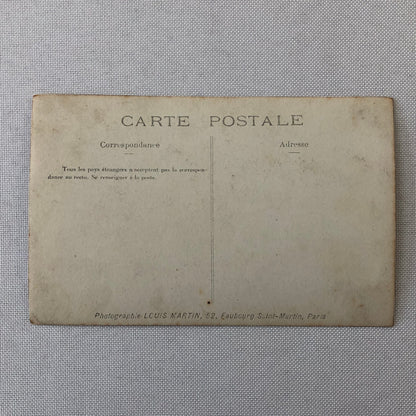 CARTE POSTALE
Correspondance
Adresse
Tous les pays étrangers n'acceptent pas la correspon-
dance au recto. Se renseigner à la poste.
Photographie LOUIS MARTIN, 52, Faubourg Saint-Martin, Paris